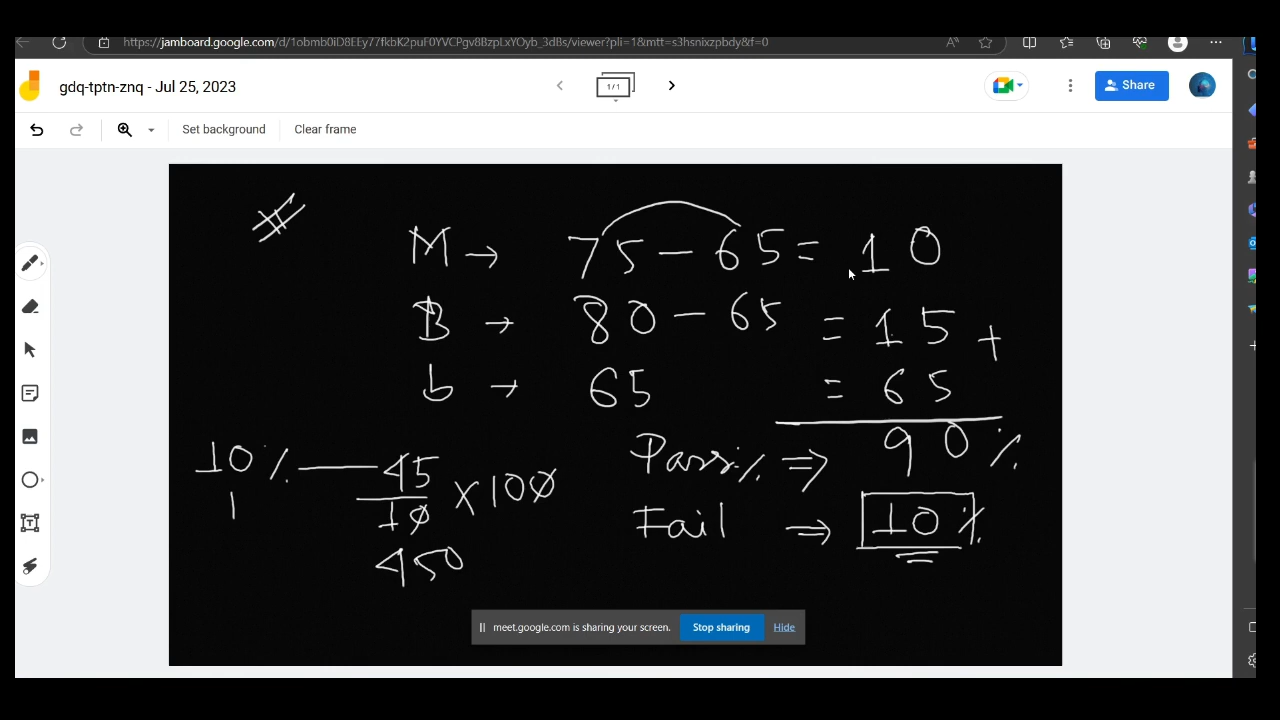 https://jamboard.google.com/d/1obmb0iD8EEy77fkbK2puF0YVCPgv8BzpLxYOyb_3dBs/viewer?pli=1&mtt=s3hsnixzpbdy&f=0
gdq-tptn-znq - Jul 25, 2023
1/1
Share
Set background
Clear frame
#
M → 75 - 65 = 10
B → 80 - 65 = 15 +
b → 65 = 65
Pass% ⇒ 90%
Fail ⇒ 10%
10% — 45/10 × 100
1
450
meet.google.com is sharing your screen.
Stop sharing
Hide